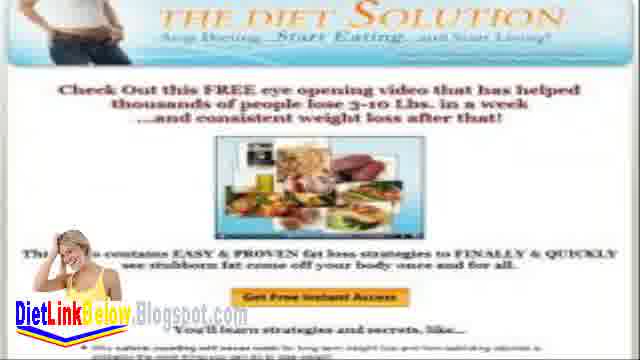 THE DIET SOLUTION
Stop Dieting...Start Eating...and Start Living!
Check Out this FREE eye opening video that has helped
thousands of people lose 3-10 Lbs. in a week
...and consistent weight loss after that!
contains EASY & PROVEN fat loss strategies to FINALLY & QUICKLY
see stubborn fat come off your body once and for all.
Get Free Instant Access
DietLinkBelow.Blogspot.com
You'll learn strategies and secrets, like...